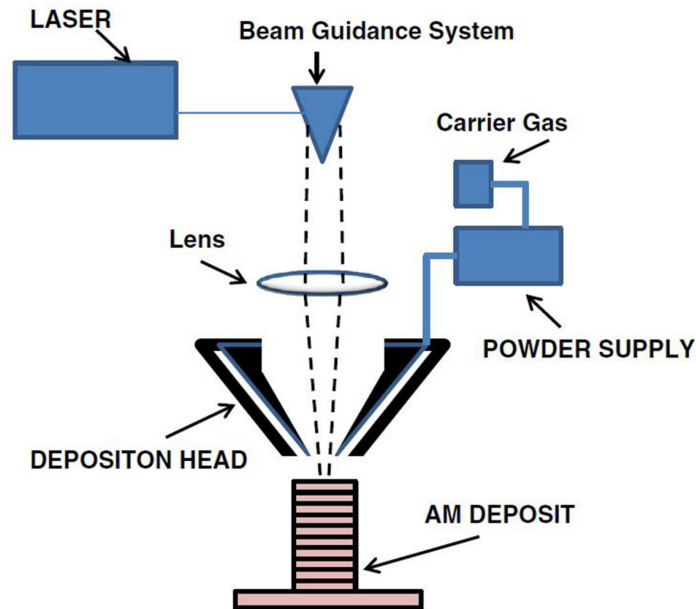 LASER
Beam Guidance System
Carrier Gas
Lens
POWDER SUPPLY
DEPOSITON HEAD
AM DEPOSIT